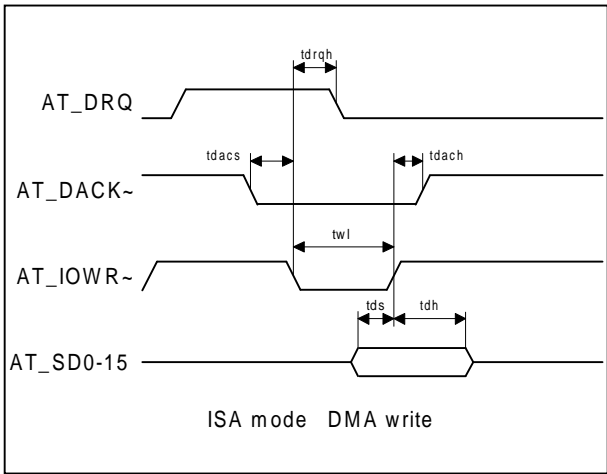 tdrqh
AT_DRQ
tdacs
tdach
AT_DACK~
twl
AT_IOWR~
tds
tdh
AT_SD0-15
ISA mode DMA write